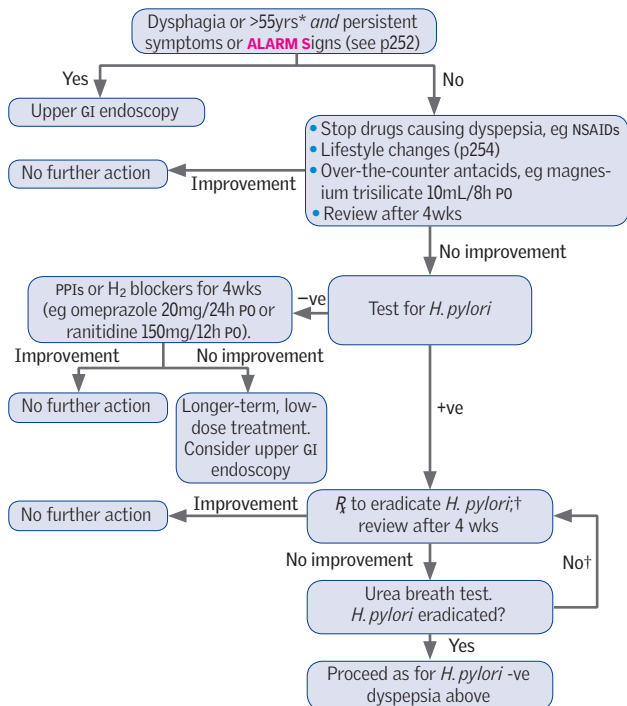 Dysphagia or >55yrs* and persistent
symptoms or ALARM Signs (see p252)
Yes
No
Upper GI endoscopy
• Stop drugs causing dyspepsia, eg NSAIDs
• Lifestyle changes (p254)
• Over-the-counter antacids, eg magnes-
ium trisilicate 10mL/8h PO
• Review after 4wks
Improvement
No further action
No improvement
Test for H. pylori
–ve
PPIs or H₂ blockers for 4wks
(eg omeprazole 20mg/24h PO or
ranitidine 150mg/12h PO).
Improvement
No improvement
No further action
Longer-term, low-
dose treatment.
Consider upper GI
endoscopy
+ve
℞ to eradicate H. pylori;†
review after 4 wks
Improvement
No further action
No improvement
No†
Urea breath test.
H. pylori eradicated?
Yes
Proceed as for H. pylori -ve
dyspepsia above